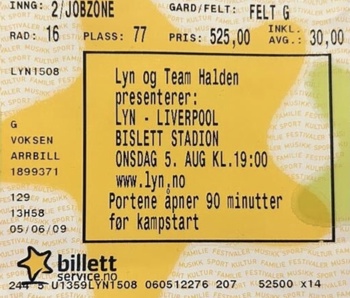 INNG: 2/JOBZONE GARD/FELT: FELT G
RAD: 16 PLASS: 77 PRIS: 525,00 INKL. AVG.: 30,00
LYN1508
Lyn og Team Halden
presenterer:
LYN - LIVERPOOL
BISLETT STADION
ONSDAG 5. AUG KL.19:00
www.lyn.no
Portene åpner 90 minutter
før kampstart
G
VOKSEN
ARRBILL
1899371
129
13H58
05/06/09
billett
service.no
U1359LYN1508 060512276 207 52500 x14